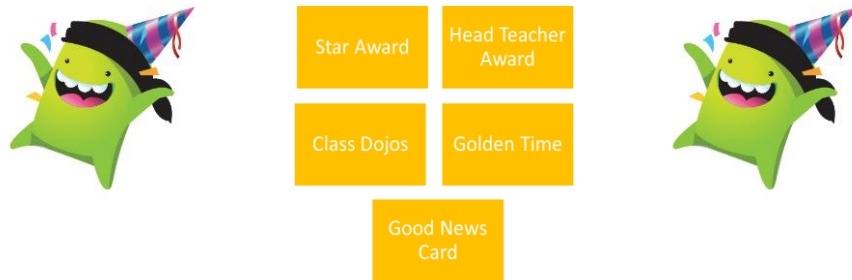 Star Award
Head Teacher
Award
Class Dojos
Golden Time
Good News
Card